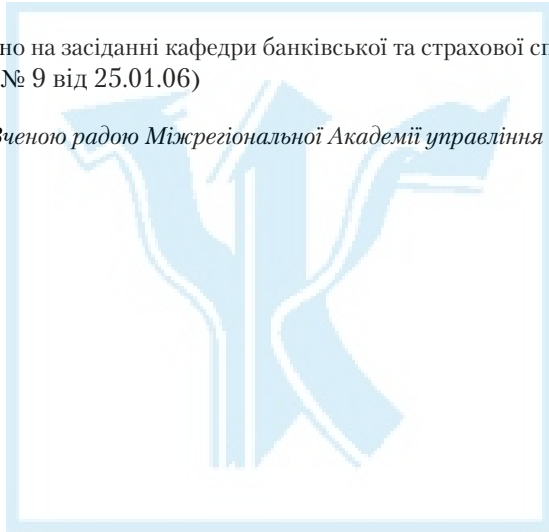 но на засіданні кафедри банківської та страхової сп
№ 9 від 25.01.06)
Вченою радою Міжрегіональної Академії управління